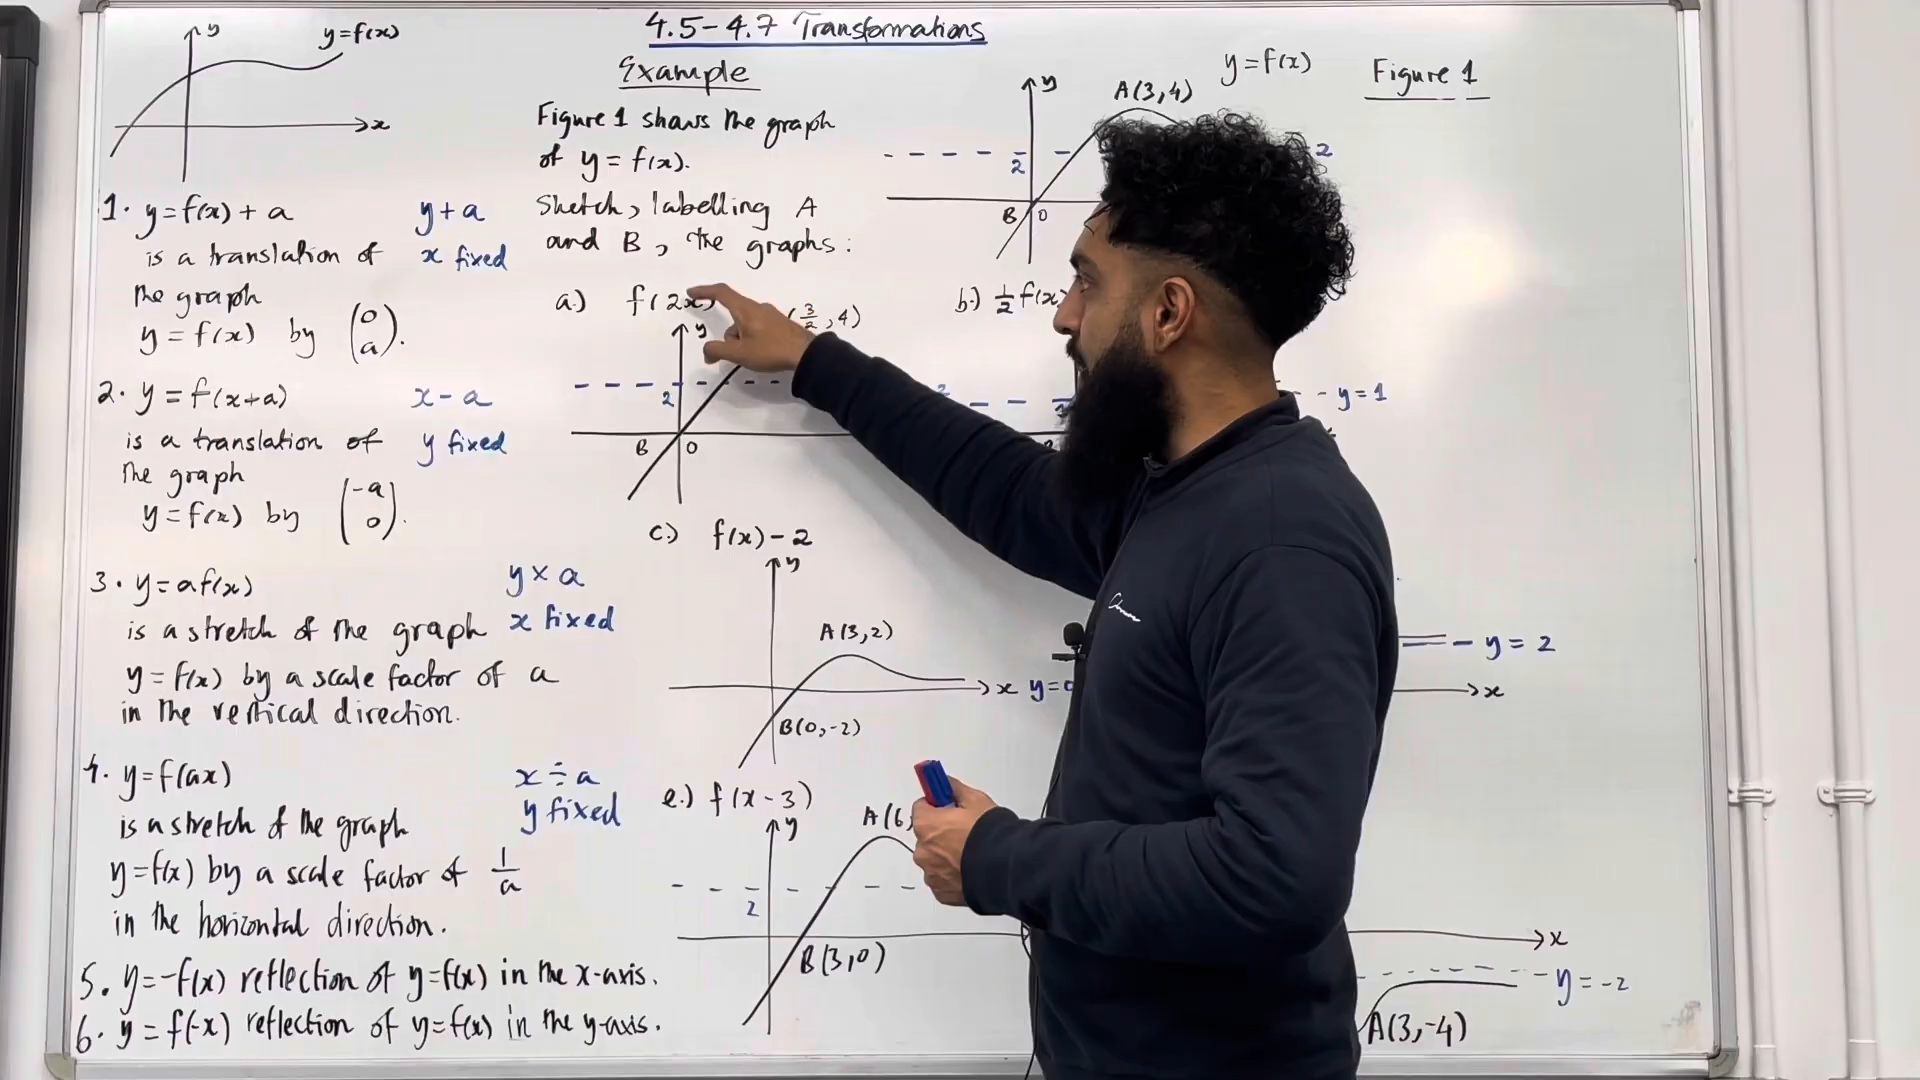 4.5-4.7 Transformations
y
y=f(x)
x
1. y=f(x)+a
y+a
is a translation of
x fixed
the graph
y=f(x) by (0
a).
2. y=f(x+a)
x-a
is a translation of
y fixed
the graph
y=f(x) by (-a
0).
3. y=af(x)
y×a
is a stretch of the graph
x fixed
y=f(x) by a scale factor of a
in the vertical direction.
4. y=f(ax)
x÷a
is a stretch of the graph
y fixed
y=f(x) by a scale factor of 1/a
in the horizontal direction.
5. y=-f(x) reflection of y=f(x) in the x-axis.
6. y=f(-x) reflection of y=f(x) in the y-axis.
Example
Figure 1 shows the graph
of y=f(x).
Sketch, labelling A
and B, the graphs:
y=f(x)
Figure 1
y
A(3,4)
2
2
B
0
a.) f(2x)
(3/2,4)
y
2
2
B
0
b.) 1/2f(x)
y=1
c.) f(x)-2
y
A(3,2)
x
B(0,-2)
y=2
x
e.) f(x-3)
y
A(6,
2
B(3,0)
x
y=-2
A(3,-4)